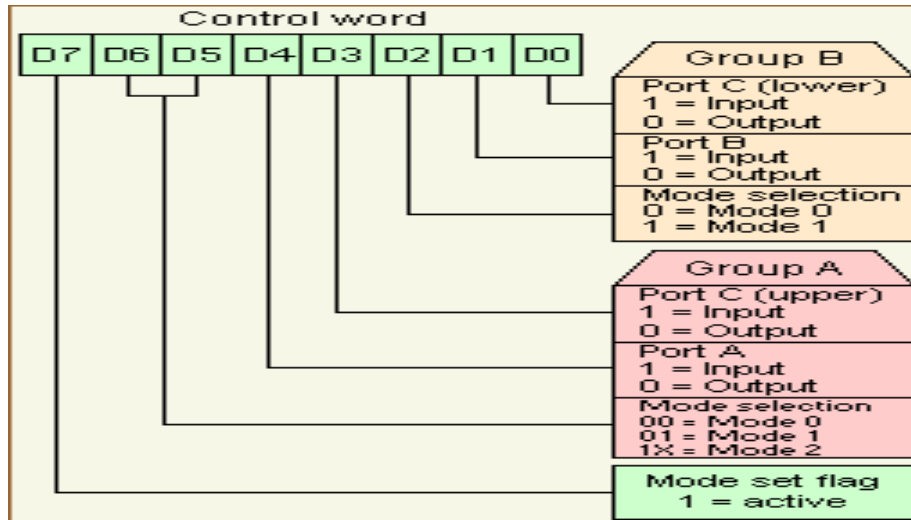 Control word
D7 D6 D5 D4 D3 D2 D1 D0
Group B
Port C (lower)
1 = Input
0 = Output
Port B
1 = Input
0 = Output
Mode selection
0 = Mode 0
1 = Mode 1
Group A
Port C (upper)
1 = Input
0 = Output
Port A
1 = Input
0 = Output
Mode selection
00 = Mode 0
01 = Mode 1
1X = Mode 2
Mode set flag
1 = active